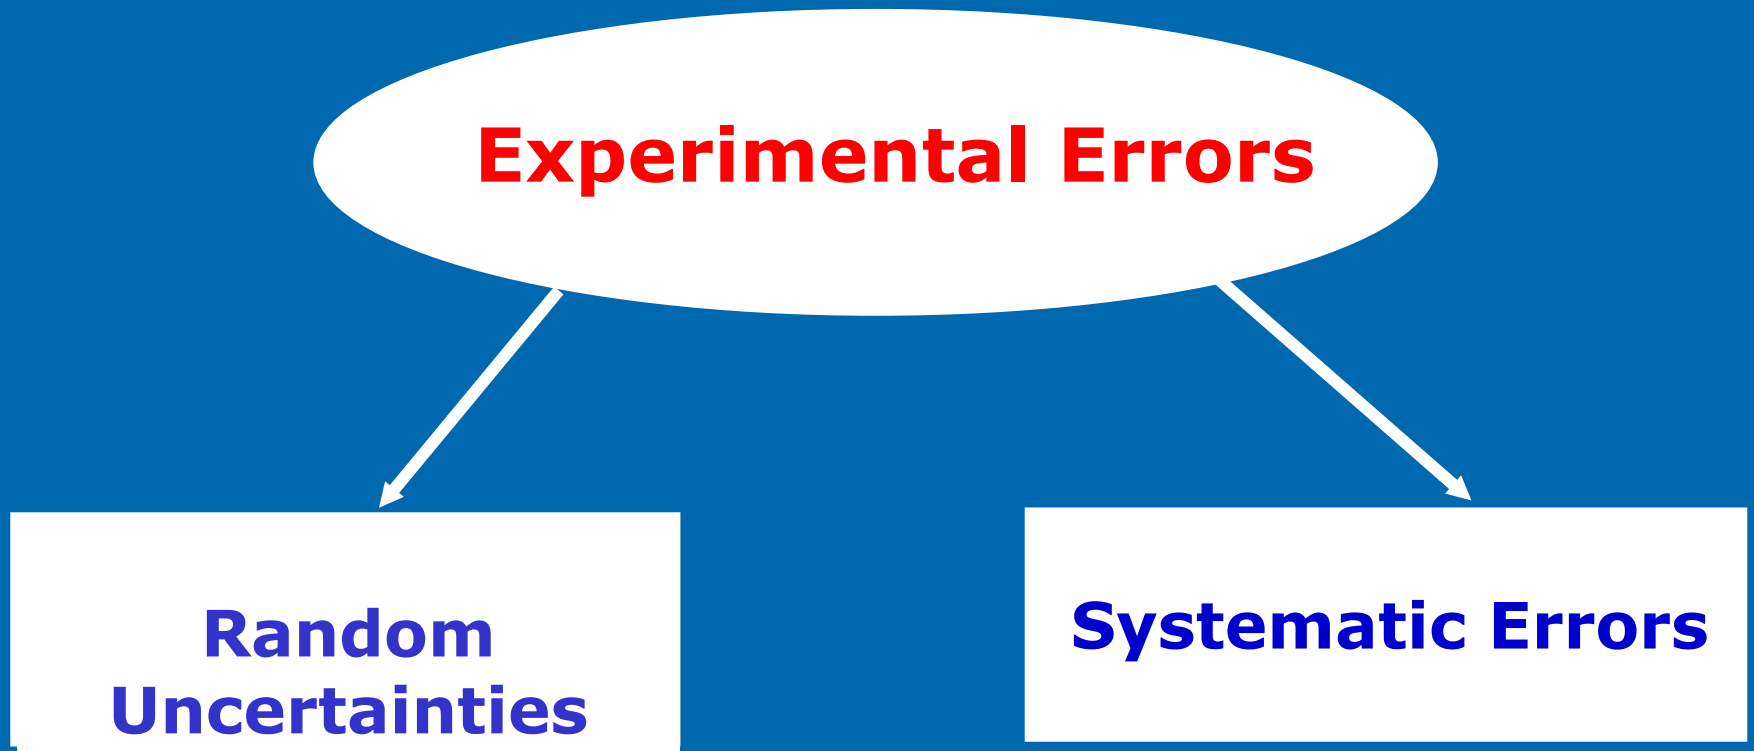 Experimental Errors
Random
Uncertainties
Systematic Errors